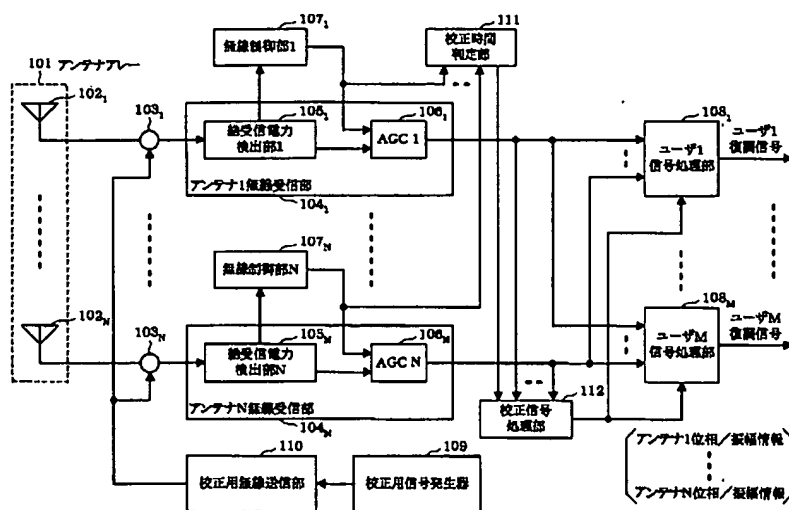 101 アンテナアレー
102₁
103₁
107₁
無線制御部1
105₁
総受信電力
検出部1
106₁
AGC 1
アンテナ1無線受信部
104₁
111
校正時間
判定部
108₁
ユーザ1
信号処理部
ユーザ1
復調信号
102N
103N
107N
無線制御部N
105M
総受信電力
検出部N
106M
AGC N
アンテナN無線受信部
104N
108M
ユーザM
信号処理部
ユーザM
復調信号
112
校正信号
処理部
アンテナ1位相/振幅情報
アンテナN位相/振幅情報
110
校正用無線送信部
109
校正用信号発生器